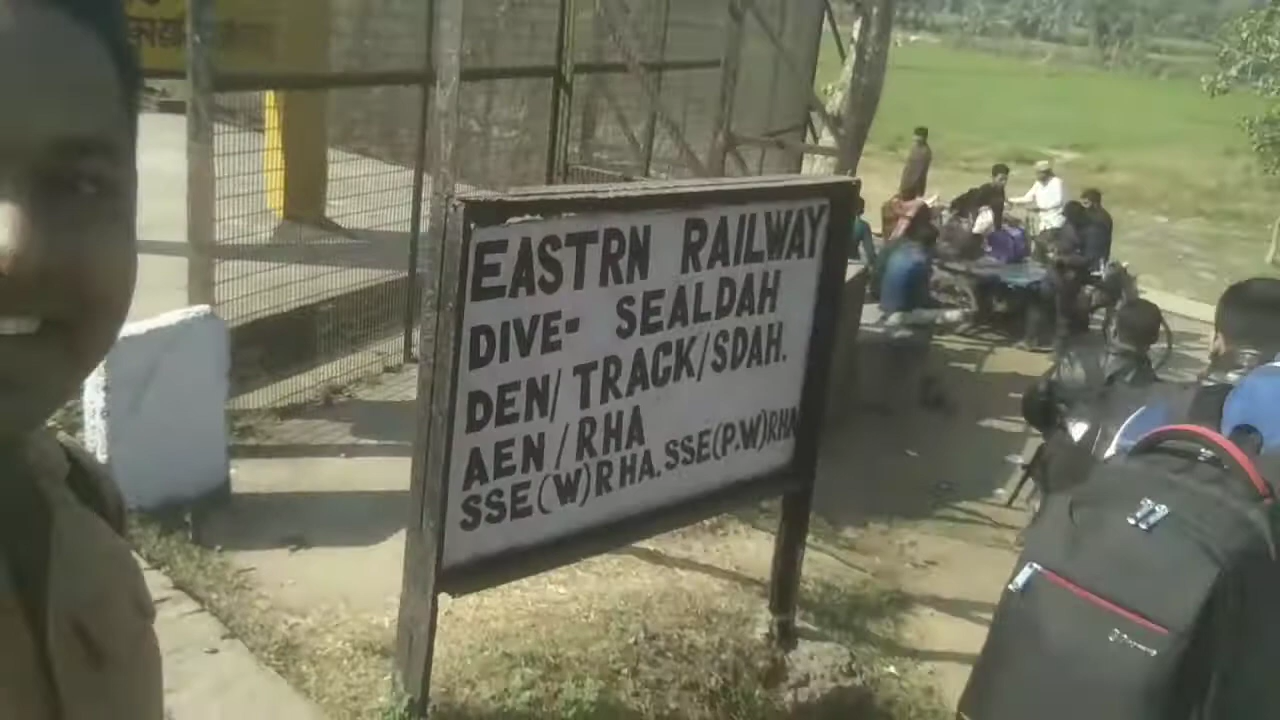 EASTRN RAILWAY
DIVE- SEALDAH
DEN/TRACK/SDAH.
AEN/RHA
SSE(W)RHA.SSE(P.W)RHA